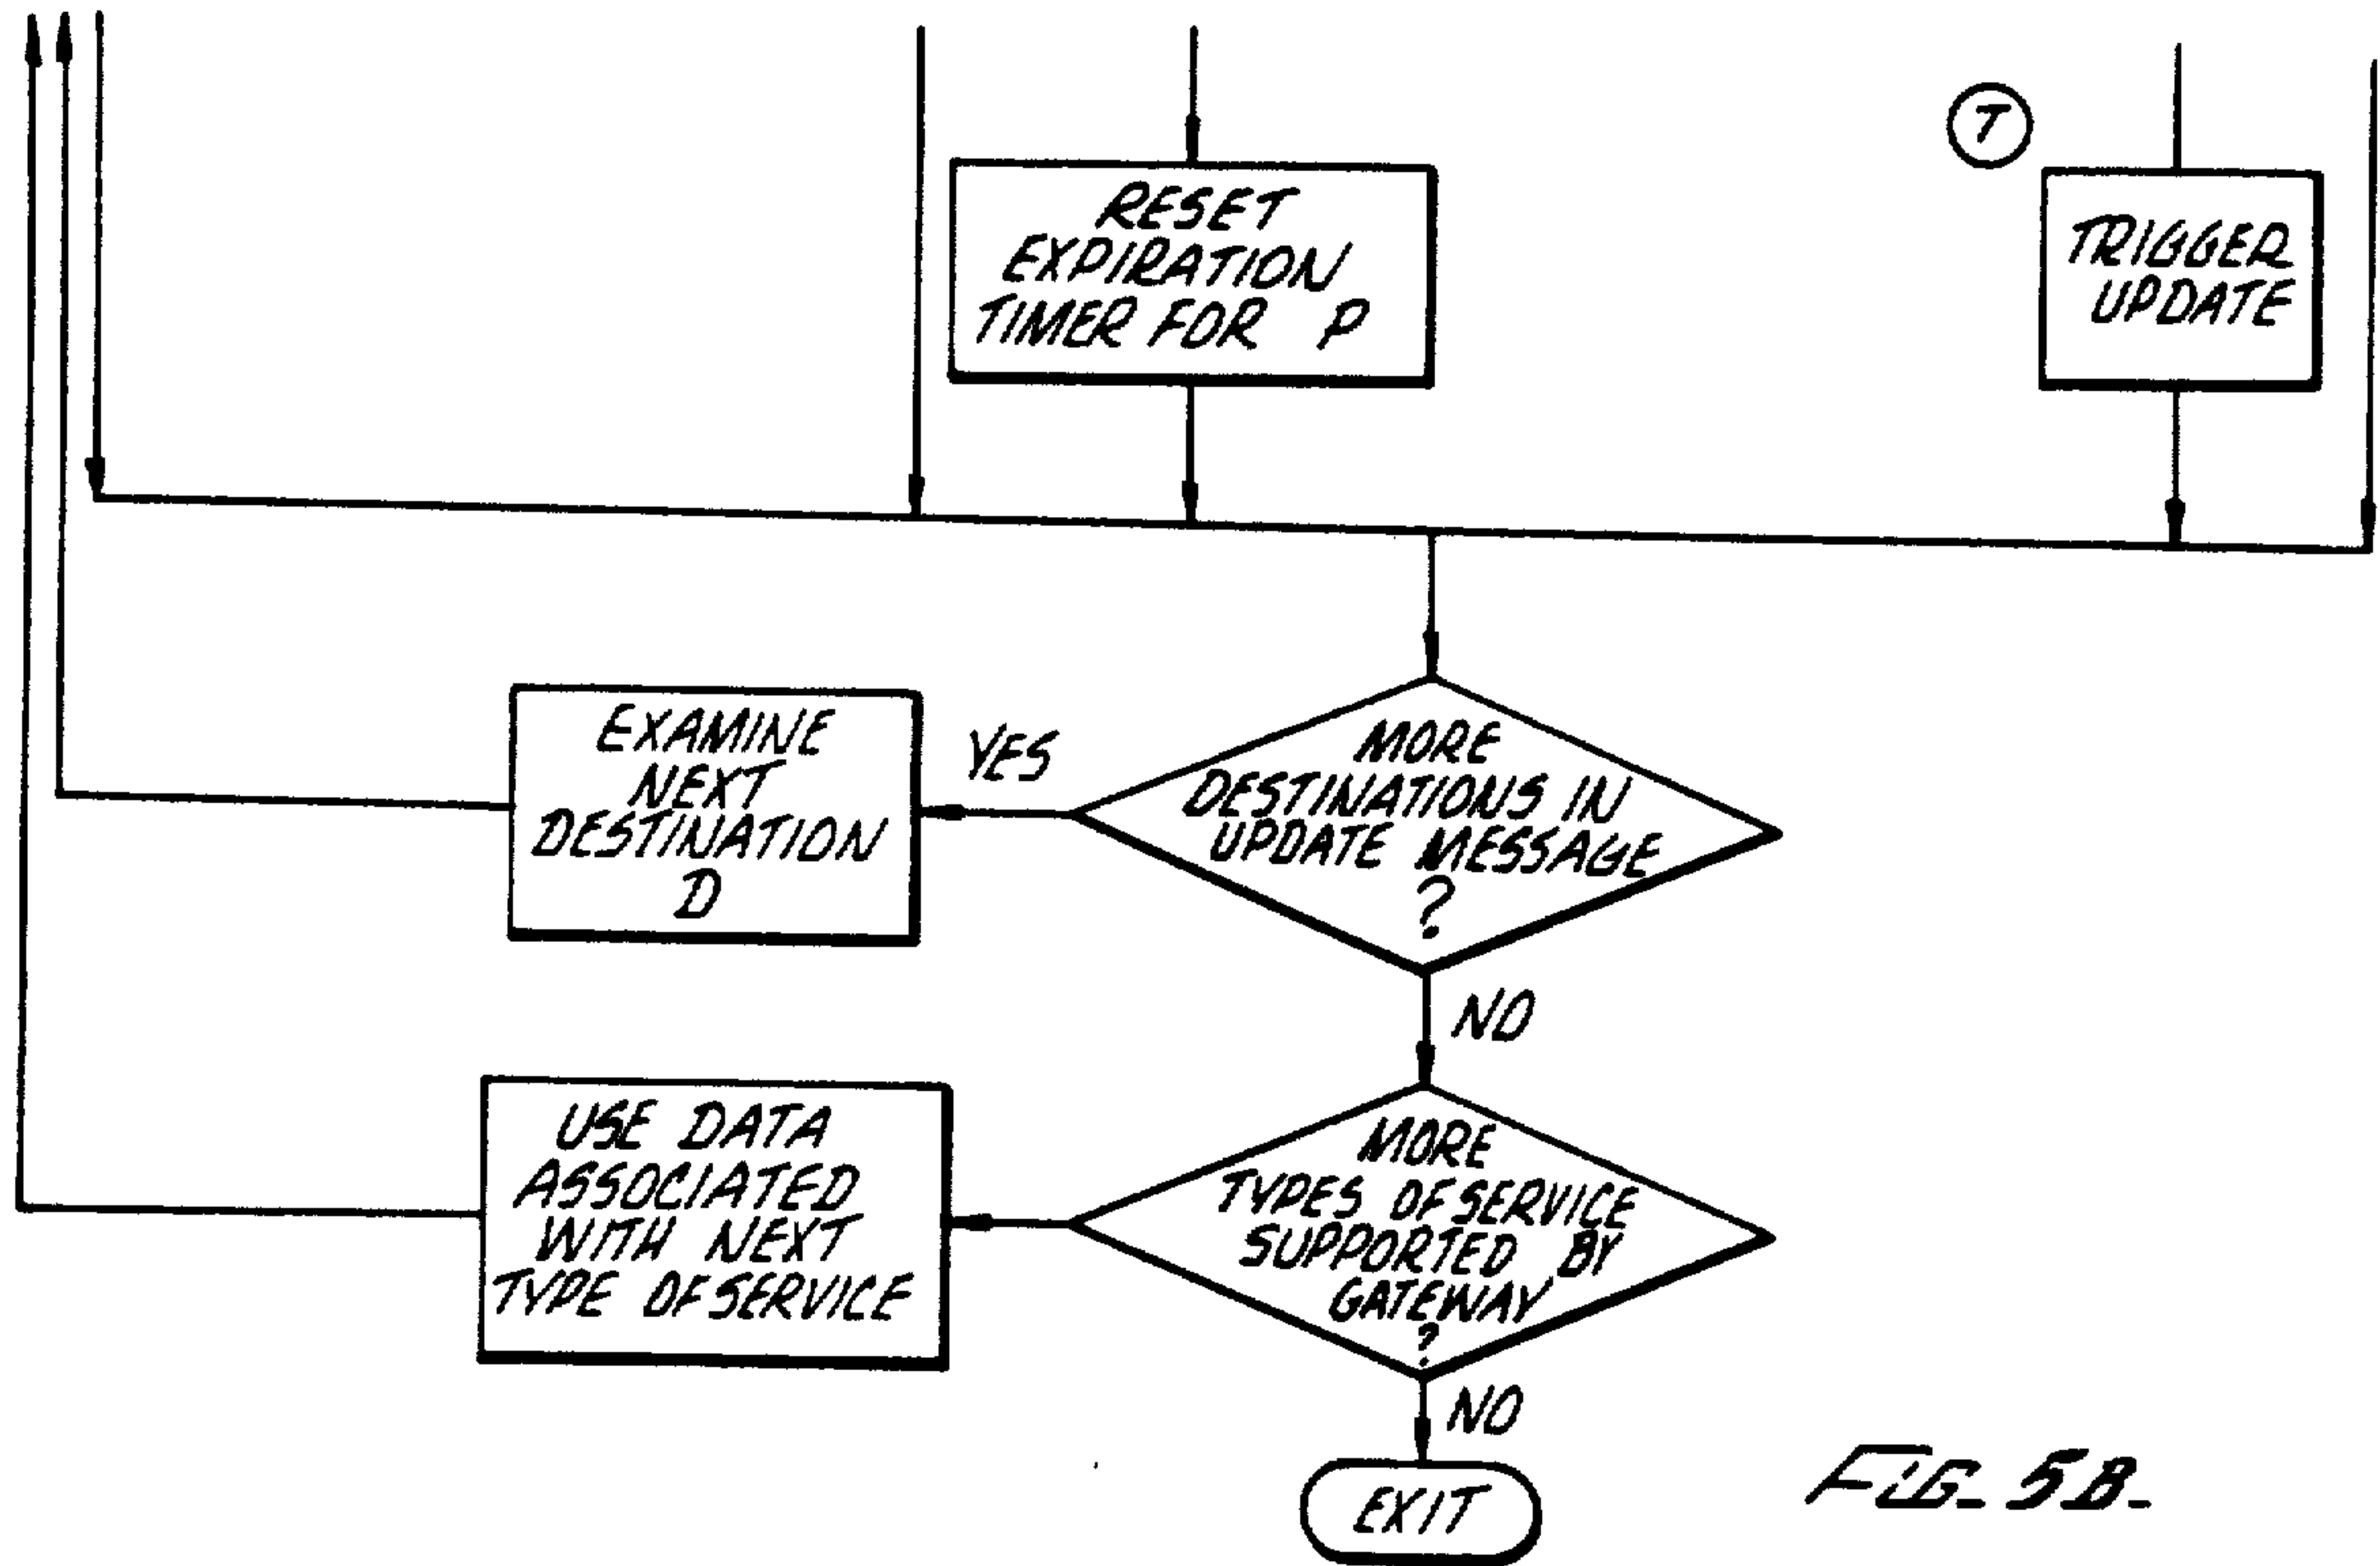 T
RESET
EXPIRATION
TIMER FOR P
TRIGGER
UPDATE
EXAMINE
NEXT
DESTINATION
D
YES
MORE
DESTINATIONS IN
UPDATE MESSAGE
?
NO
USE DATA
ASSOCIATED
WITH NEXT
TYPE OF SERVICE
MORE
TYPES OF SERVICE
SUPPORTED BY
GATEWAY
?
NO
EXIT
FIG. 5B.